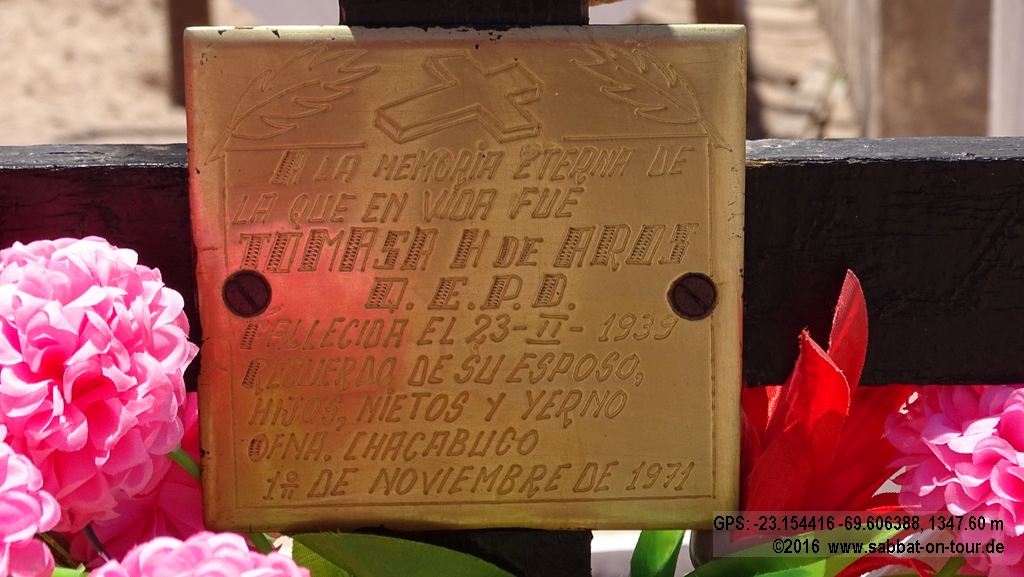 A LA MEMORIA ETERNA DE
LA QUE EN VIDA FUÉ
TOMASA H DE AROS
Q. E. P. D.
FALLECIDA EL 23-II-1939
RECUERDO DE SU ESPOSO,
HIJOS, NIETOS Y YERNO
OFNA. CHACABUCO
1º DE NOVIEMBRE DE 1971
GPS: -23.154416 -69.606388, 1347.60 m
©2016 www.sabbat-on-tour.de